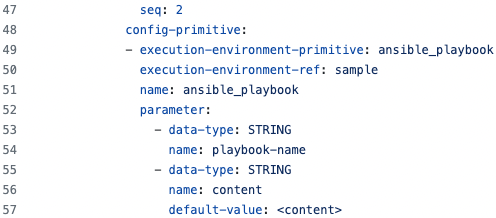 47 seq: 2
48 config-primitive:
49 - execution-environment-primitive: ansible_playbook
50 execution-environment-ref: sample
51 name: ansible_playbook
52 parameter:
53 - data-type: STRING
54 name: playbook-name
55 - data-type: STRING
56 name: content
57 default-value: <content>